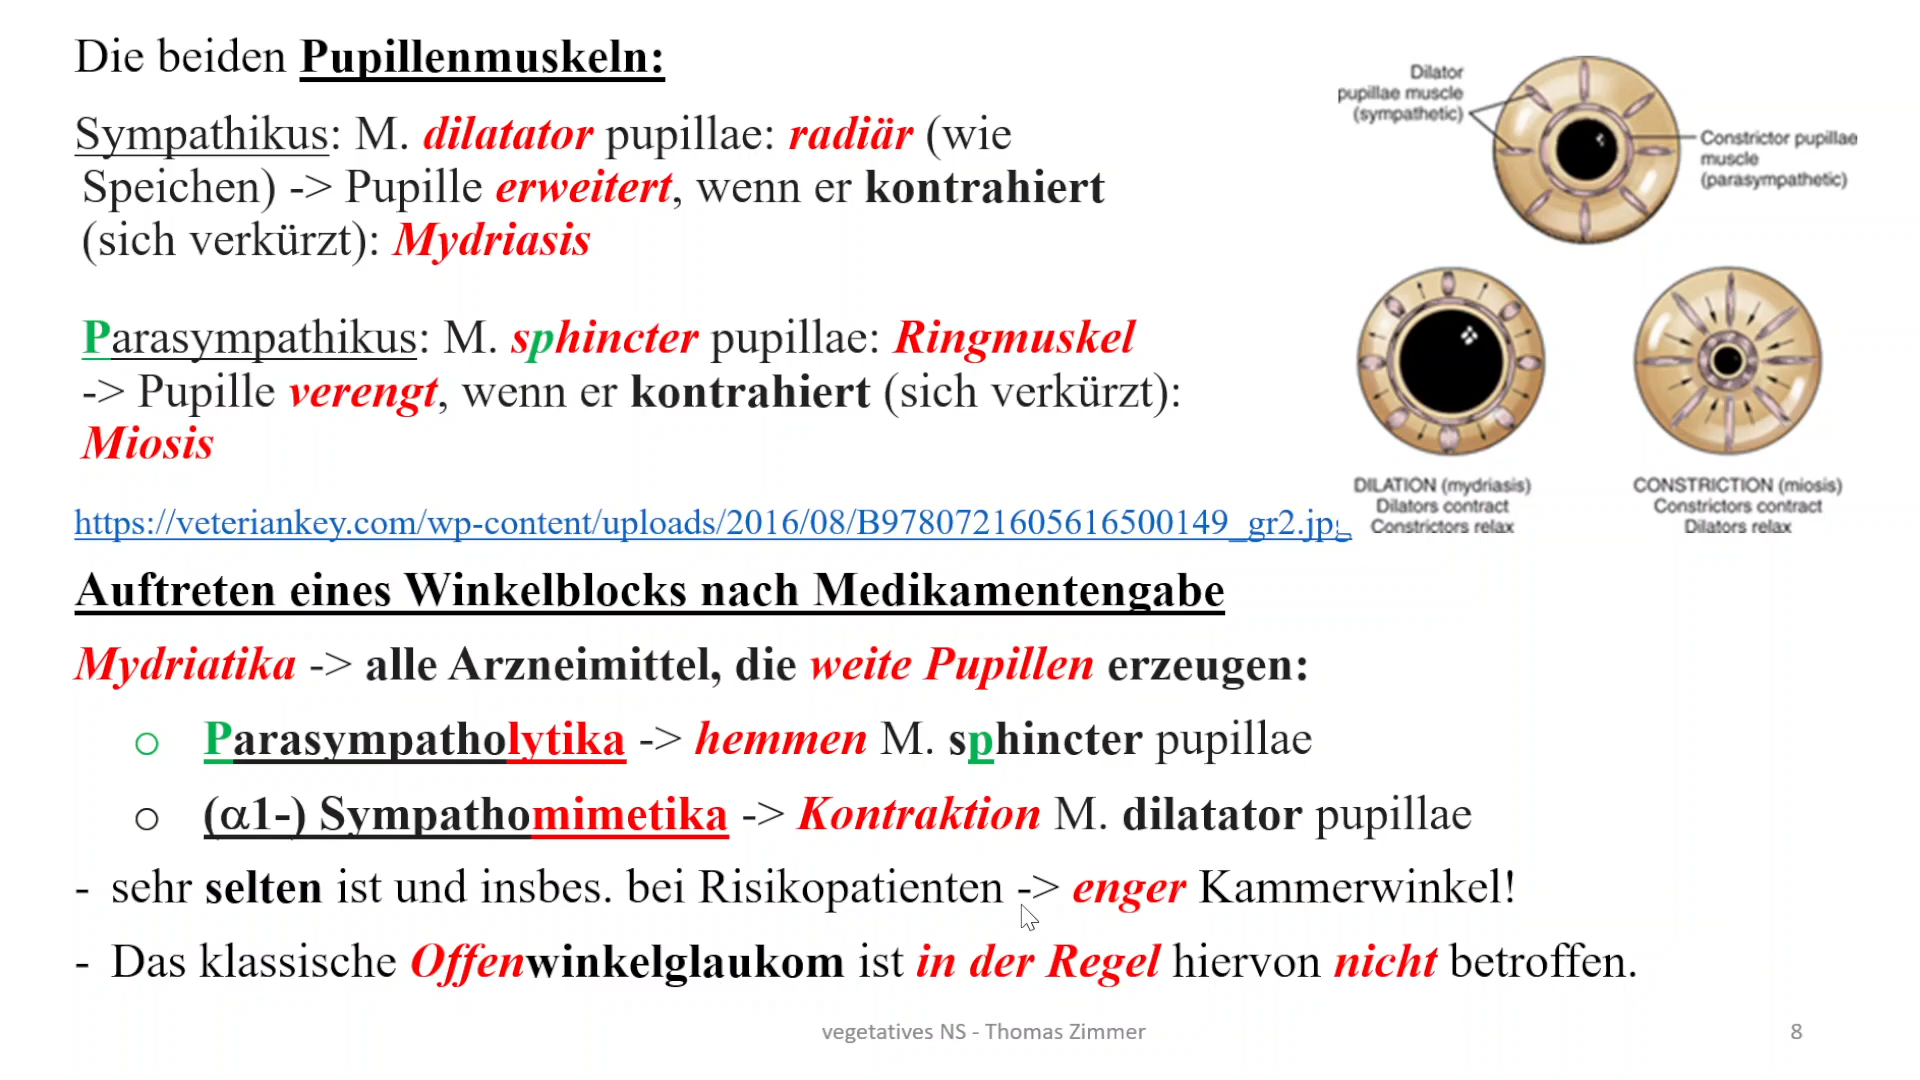 Die beiden Pupillenmuskeln:
Sympathikus: M. dilatator pupillae: radiär (wie
Speichen) -> Pupille erweitert, wenn er kontrahiert
(sich verkürzt): Mydriasis
Parasympathikus: M. sphincter pupillae: Ringmuskel
-> Pupille verengt, wenn er kontrahiert (sich verkürzt):
Miosis
https://veteriankey.com/wp-content/uploads/2016/08/B9780721605616500149_gr2.jpg
Dilator
pupillae muscle
(sympathetic)
Constrictor pupillae
muscle
(parasympathetic)
DILATION (mydriasis)
Dilators contract
Constrictors relax
CONSTRICTION (miosis)
Constrictors contract
Dilators relax
Auftreten eines Winkelblocks nach Medikamentengabe
Mydriatika -> alle Arzneimittel, die weite Pupillen erzeugen:
o Parasympatholytika -> hemmen M. sphincter pupillae
o (α1-) Sympathomimetika -> Kontraktion M. dilatator pupillae
- sehr selten ist und insbes. bei Risikopatienten -> enger Kammerwinkel!
- Das klassische Offenwinkelglaukom ist in der Regel hiervon nicht betroffen.
vegetatives NS - Thomas Zimmer
8